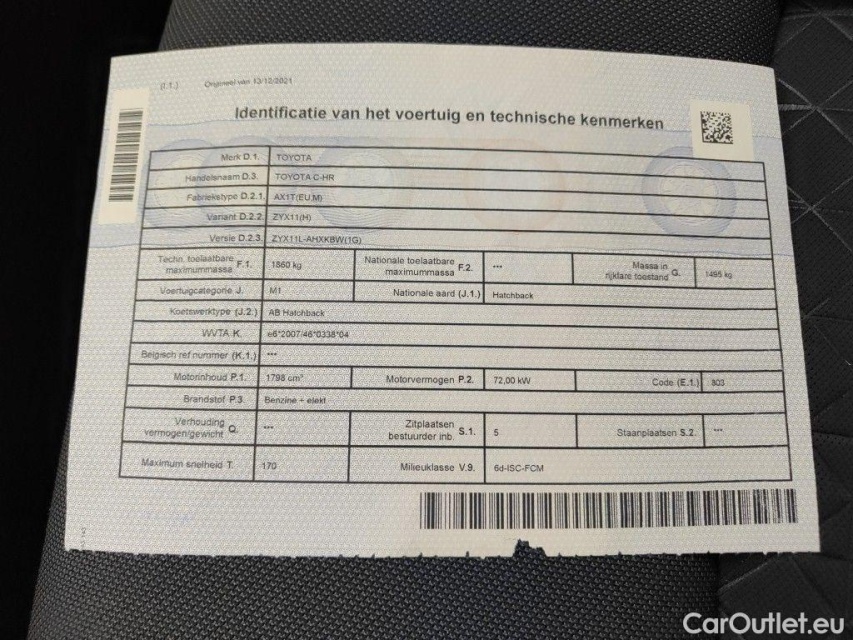 (I.1.) Origineel van 13/12/2021
Identificatie van het voertuig en technische kenmerken
Merk D.1. TOYOTA
Handelsnaam D.3. TOYOTA C-HR
Fabriekstype D.2.1. AX1T(EU,M)
Variant D.2.2. ZYX11(H)
Versie D.2.3. ZYX11L-AHXKBW(1G)
Techn. toelaatbare maximummassa F.1. 1860 kg Nationale toelaatbare maximummassa F.2. *** Massa in rijklare toestand G. 1495 kg
Voertuigcategorie J. M1 Nationale aard (J.1.) Hatchback
Koetswerktype (J.2.) AB Hatchback
WVTA K. e6*2007/46*0338*04
Belgisch ref nummer (K.1.) ***
Motorinhoud P.1. 1798 cm³ Motorvermogen P.2. 72,00 kW Code (E.1.) 803
Brandstof P.3. Benzine + elekt
Verhouding vermogen/gewicht Q. *** Zitplaatsen bestuurder inb. S.1. 5 Staanplaatsen S.2. ***
Maximum snelheid T. 170 Milieuklasse V.9. 6d-ISC-FCM
CarOutlet.eu